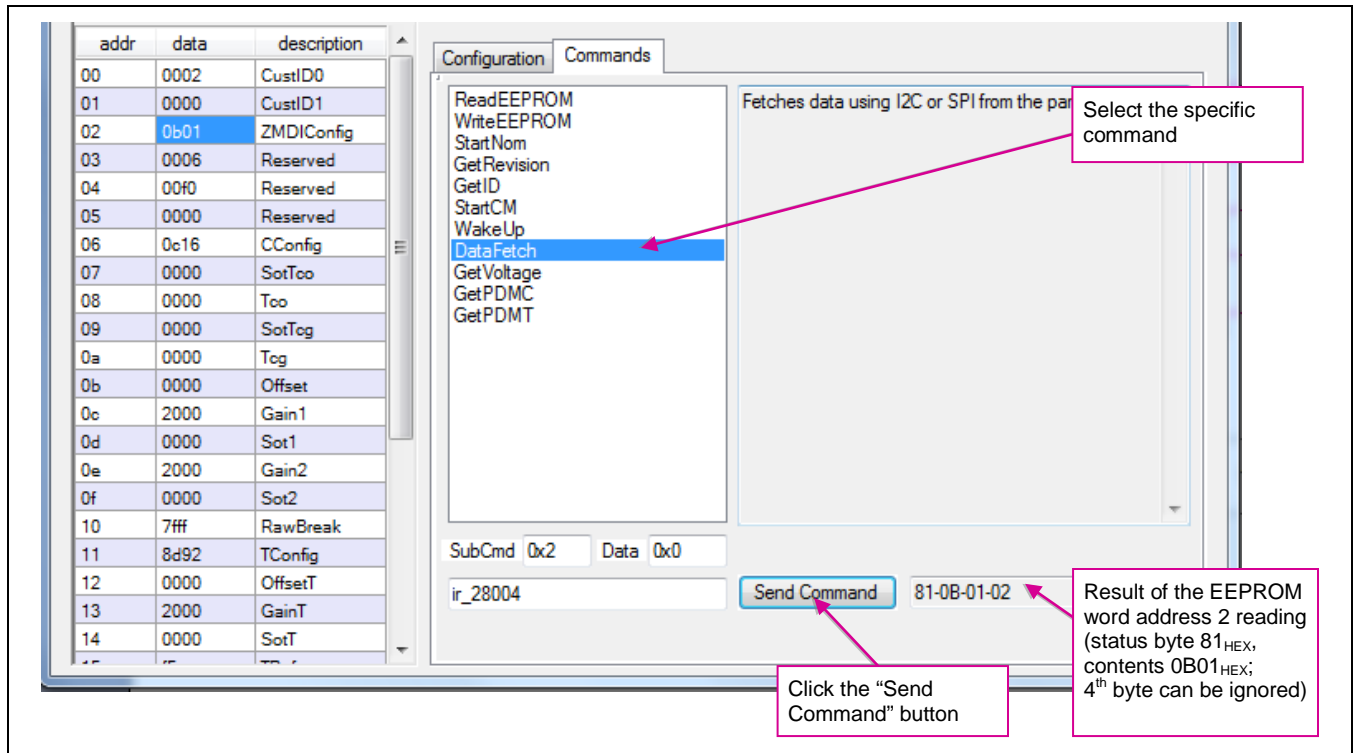 addr data description
00 0002 CustID0
01 0000 CustID1
02 0b01 ZMDIConfig
03 0006 Reserved
04 00f0 Reserved
05 0000 Reserved
06 0c16 CConfig
07 0000 SotTco
08 0000 Tco
09 0000 SotTcg
0a 0000 Tcg
0b 0000 Offset
0c 2000 Gain1
0d 0000 Sot1
0e 2000 Gain2
0f 0000 Sot2
10 7fff RawBreak
11 8d92 TConfig
12 0000 OffsetT
13 2000 GainT
14 0000 SotT
Configuration Commands
ReadEEPROM
WriteEEPROM
StartNom
GetRevision
GetID
StartCM
WakeUp
DataFetch
GetVoltage
GetPDMC
GetPDMT
Fetches data using I2C or SPI from the par
Select the specific
command
SubCmd 0x2 Data 0x0
ir_28004 Send Command 81-0B-01-02
Result of the EEPROM
word address 2 reading
(status byte 81HEX,
contents 0B01HEX;
4th byte can be ignored)
Click the “Send
Command” button